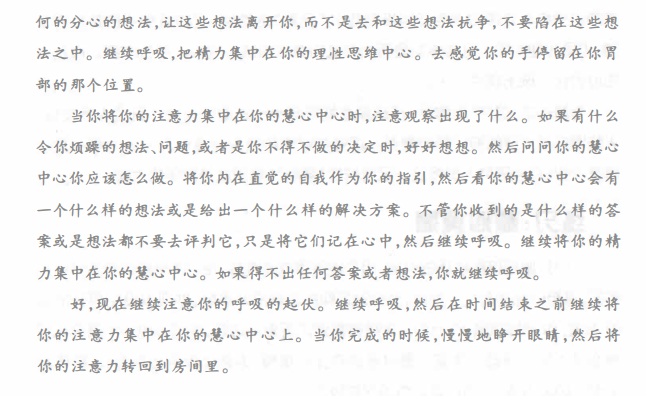 何的分心的想法,让这些想法离开你,而不是去和这些想法抗争,不要陷在这些想
法之中。继续呼吸,把精力集中在你的理性思维中心。去感觉你的手停留在你胃
部的那个位置。
当你将你的注意力集中在你的慧心中心时,注意观察出现了什么。如果有什么
令你烦躁的想法、问题,或者是你不得不做的决定时,好好想想。然后问问你的慧心
中心你应该怎么做。将你内在直觉的自我作为你的指引,然后看你的慧心中心会有
一个什么样的想法或是给出一个什么样的解决方案。不管你收到的是什么样的答
案或是想法都不要去评判它,只是将它们记在心中,然后继续呼吸。继续将你的精
力集中在你的慧心中心。如果得不出任何答案或者想法,你就继续呼吸。
好,现在继续注意你的呼吸的起伏。继续呼吸,然后在时间结束之前继续将
你的注意力集中在你的慧心中心上。当你完成的时候,慢慢地睁开眼睛,然后将
你的注意力转回到房间里。